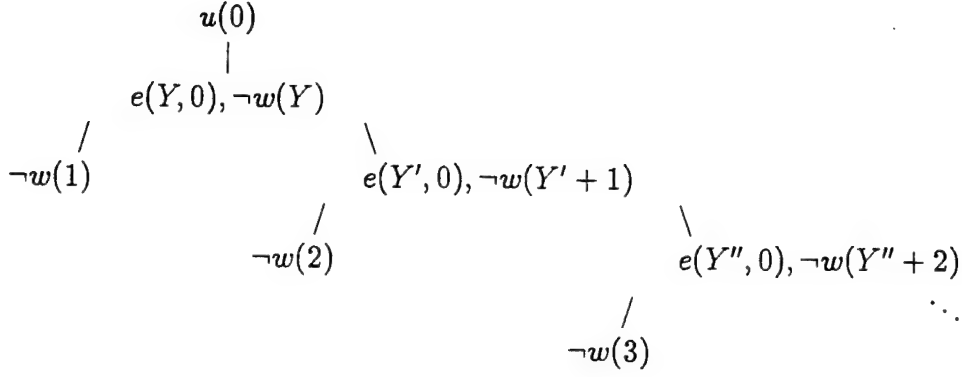 u(0)
e(Y, 0), ¬w(Y)
¬w(1)
e(Y′, 0), ¬w(Y′ + 1)
¬w(2)
e(Y″, 0), ¬w(Y″ + 2)
⋱
¬w(3)